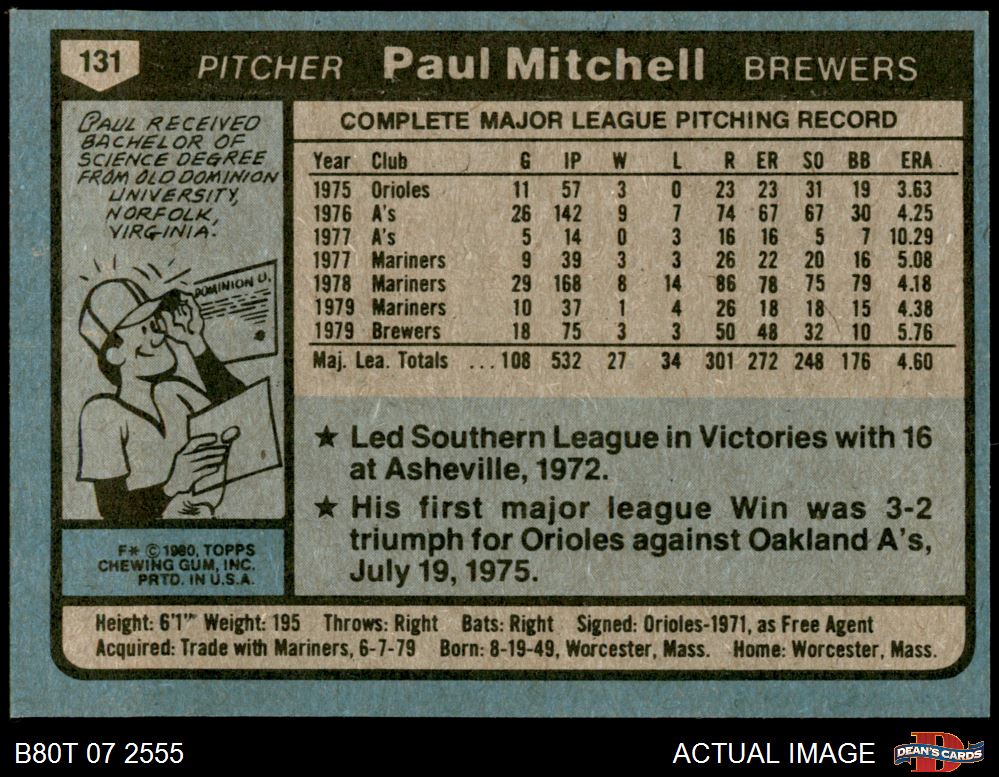 131 PITCHER Paul Mitchell BREWERS
PAUL RECEIVED
BACHELOR OF
SCIENCE DEGREE
FROM OLD DOMINION
UNIVERSITY,
NORFOLK,
VIRGINIA.
DOMINION U.
F* © 1980, TOPPS
CHEWING GUM, INC.
PRTD. IN U.S.A.
COMPLETE MAJOR LEAGUE PITCHING RECORD
Year Club G IP W L R ER SO BB ERA
1975 Orioles 11 57 3 0 23 23 31 19 3.63
1976 A's 26 142 9 7 74 67 67 30 4.25
1977 A's 5 14 0 3 16 16 5 7 10.29
1977 Mariners 9 39 3 3 26 22 20 16 5.08
1978 Mariners 29 168 8 14 86 78 75 79 4.18
1979 Mariners 10 37 1 4 26 18 18 15 4.38
1979 Brewers 18 75 3 3 50 48 32 10 5.76
Maj. Lea. Totals ... 108 532 27 34 301 272 248 176 4.60
★ Led Southern League in Victories with 16
at Asheville, 1972.
★ His first major league Win was 3-2
triumph for Orioles against Oakland A's,
July 19, 1975.
Height: 6'1" Weight: 195 Throws: Right Bats: Right Signed: Orioles-1971, as Free Agent
Acquired: Trade with Mariners, 6-7-79 Born: 8-19-49, Worcester, Mass. Home: Worcester, Mass.
B80T 07 2555 ACTUAL IMAGE DEAN'S CARDS